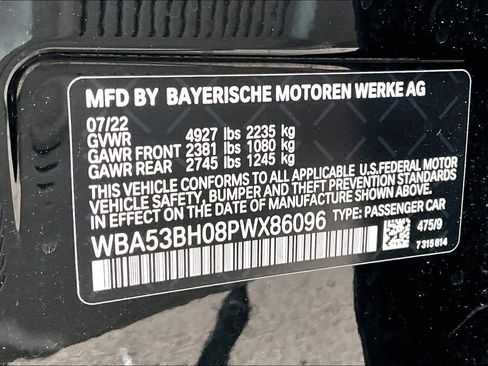 MFD BY BAYERISCHE MOTOREN WERKE AG
07/22
GVWR 4927 lbs 2235 kg
GAWR FRONT 2381 lbs 1080 kg
GAWR REAR 2745 lbs 1245 kg
THIS VEHICLE CONFORMS TO ALL APPLICABLE U.S. FEDERAL MOTOR
VEHICLE SAFETY, BUMPER AND THEFT PREVENTION STANDARDS
IN EFFECT ON THE DATE OF MANUFACTURE SHOWN ABOVE.
WBA53BH08PWX86096 TYPE: PASSENGER CAR
475/9
7 315 814